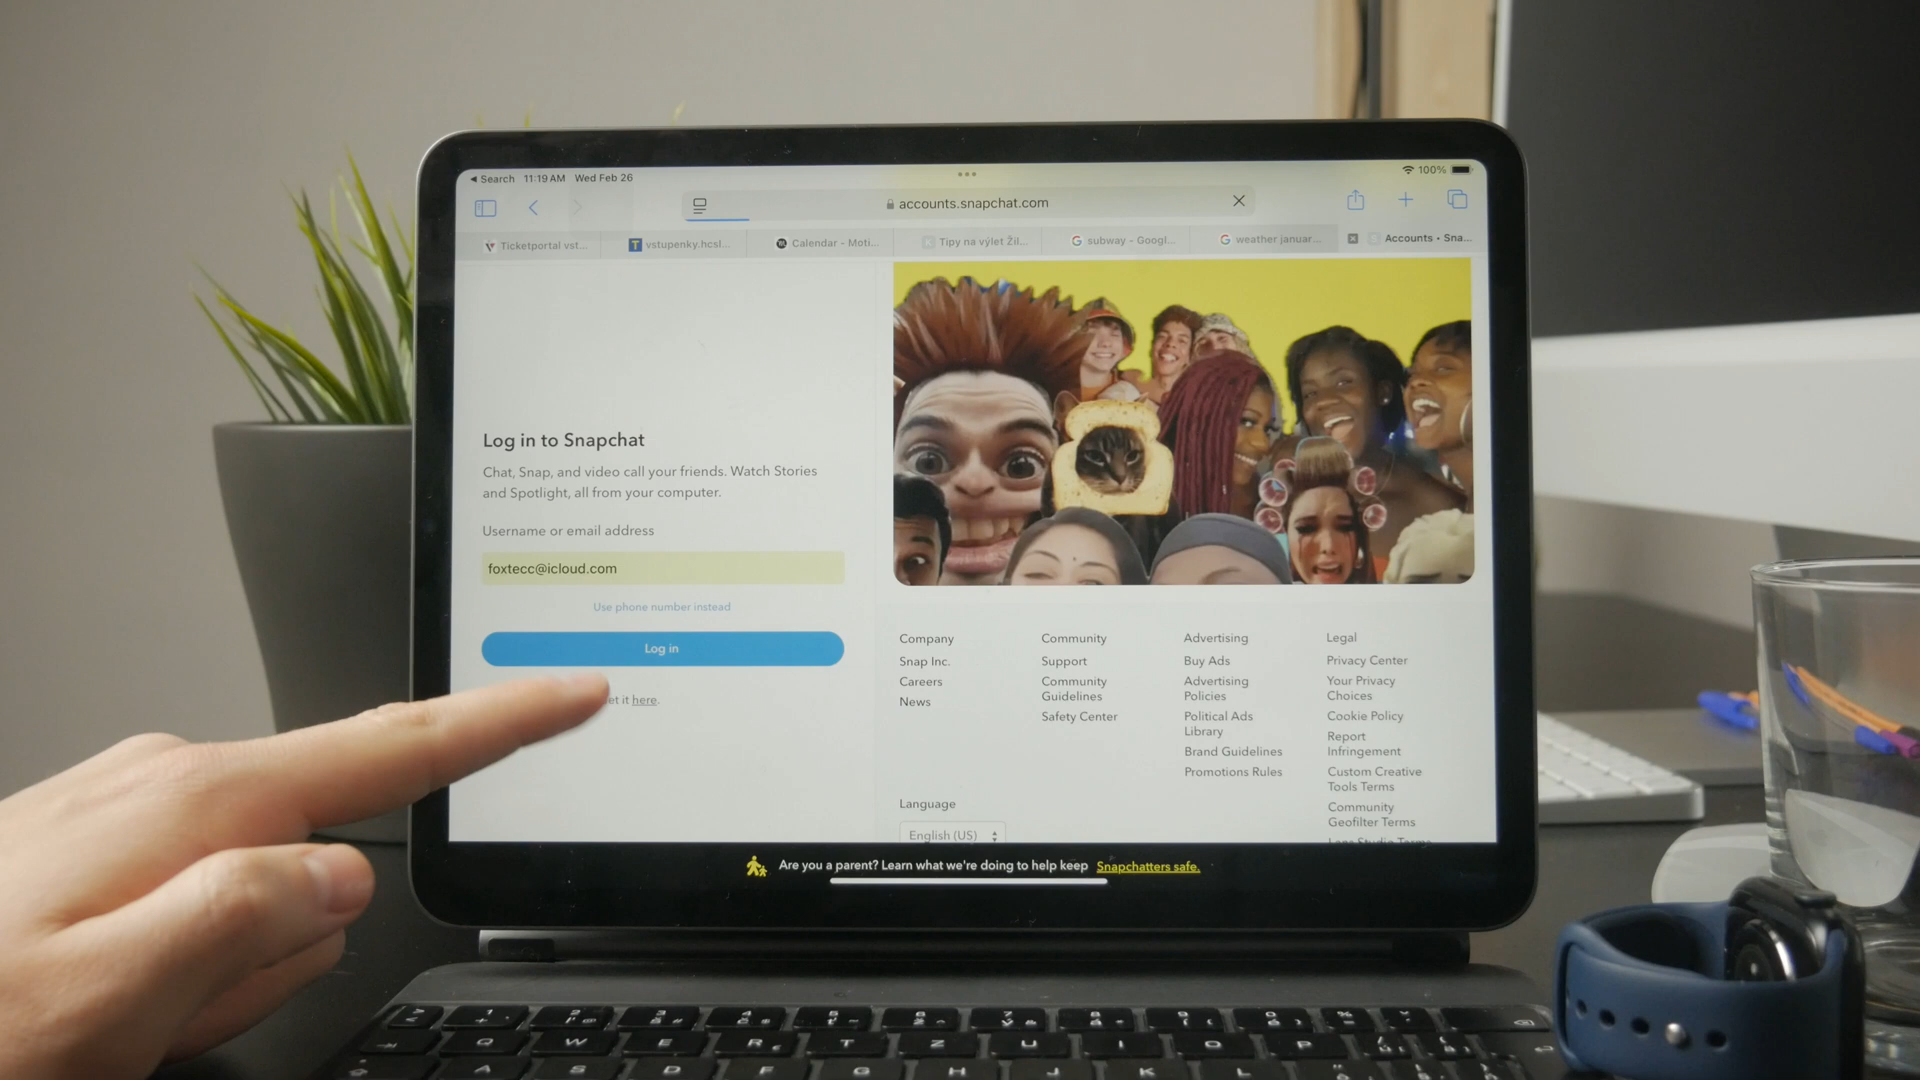 Search 11:19 AM Wed Feb 26
100%
accounts.snapchat.com
Ticketportal vst...
vstupenky.hcsl...
Calendar - Moti...
Tipy na výlet Žil...
subway - Googl...
weather januar...
Accounts • Sna...
Log in to Snapchat
Chat, Snap, and video call your friends. Watch Stories
and Spotlight, all from your computer.
Username or email address
foxtecc@icloud.com
Use phone number instead
Log in
et it here.
Company
Snap Inc.
Careers
News
Community
Support
Community
Guidelines
Safety Center
Advertising
Buy Ads
Advertising
Policies
Political Ads
Library
Brand Guidelines
Promotions Rules
Legal
Privacy Center
Your Privacy
Choices
Cookie Policy
Report
Infringement
Custom Creative
Tools Terms
Community
Geofilter Terms
Lens Studio Terms
Language
English (US)
Are you a parent? Learn what we're doing to help keep Snapchatters safe.
Q W E R T Z U I O P
A S D F G H J K L